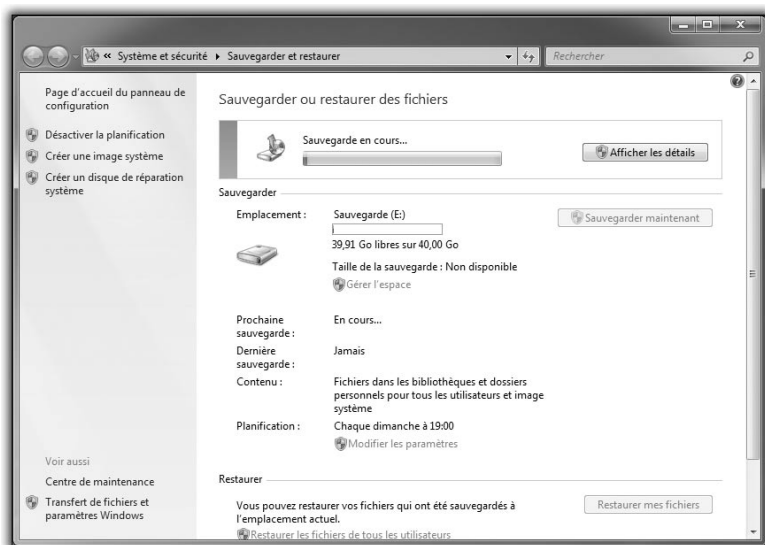 « Système et sécurité ▸ Sauvegarder et restaurer
Rechercher
Page d'accueil du panneau de
configuration
Désactiver la planification
Créer une image système
Créer un disque de réparation
système
Voir aussi
Centre de maintenance
Transfert de fichiers et
paramètres Windows
Sauvegarder ou restaurer des fichiers
Sauvegarde en cours...
Afficher les détails
Sauvegarder
Emplacement :
Sauvegarde (E:)
Sauvegarder maintenant
39,91 Go libres sur 40,00 Go
Taille de la sauvegarde : Non disponible
Gérer l'espace
Prochaine
sauvegarde :
En cours...
Dernière
sauvegarde :
Jamais
Contenu :
Fichiers dans les bibliothèques et dossiers
personnels pour tous les utilisateurs et image
système
Planification :
Chaque dimanche à 19:00
Modifier les paramètres
Restaurer
Vous pouvez restaurer vos fichiers qui ont été sauvegardés à
l'emplacement actuel.
Restaurer mes fichiers
Restaurer les fichiers de tous les utilisateurs